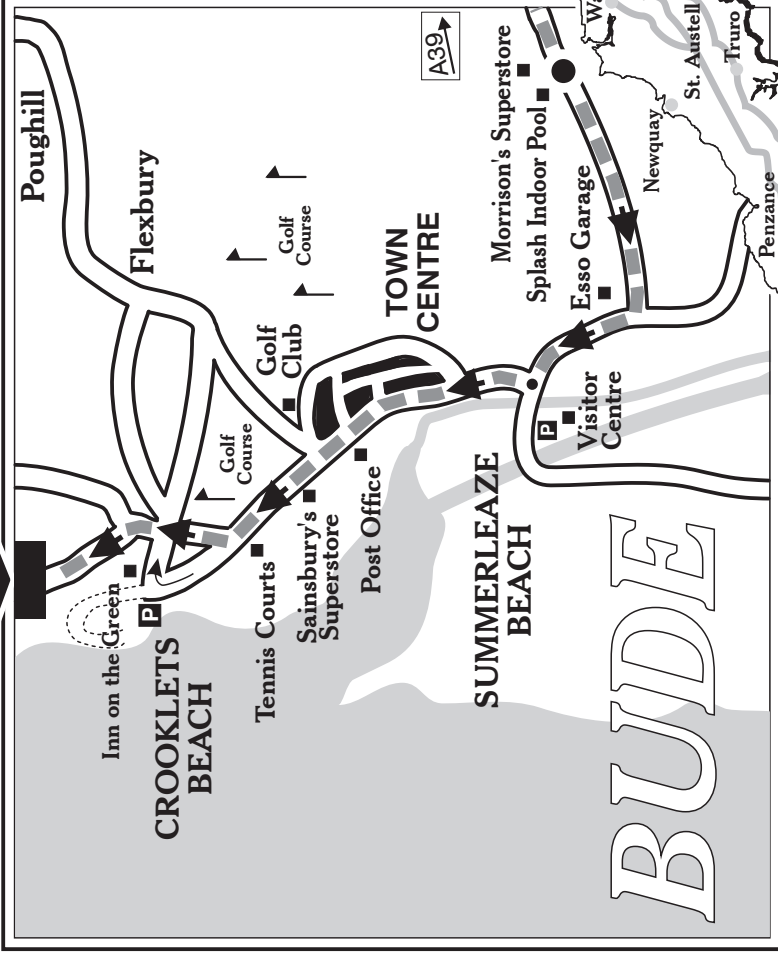 Poughill
Flexbury
Golf
Course
Golf
Club
Golf
Course
TOWN
CENTRE
A39
Morrison's Superstore
Splash Indoor Pool
Esso Garage
Newquay
St. Austell
Truro
Penzance
Inn on the Green
P
CROOKLETS
BEACH
Tennis Courts
Sainsbury's
Superstore
Post Office
SUMMERLEAZE
BEACH
P
Visitor
Centre
BUDE